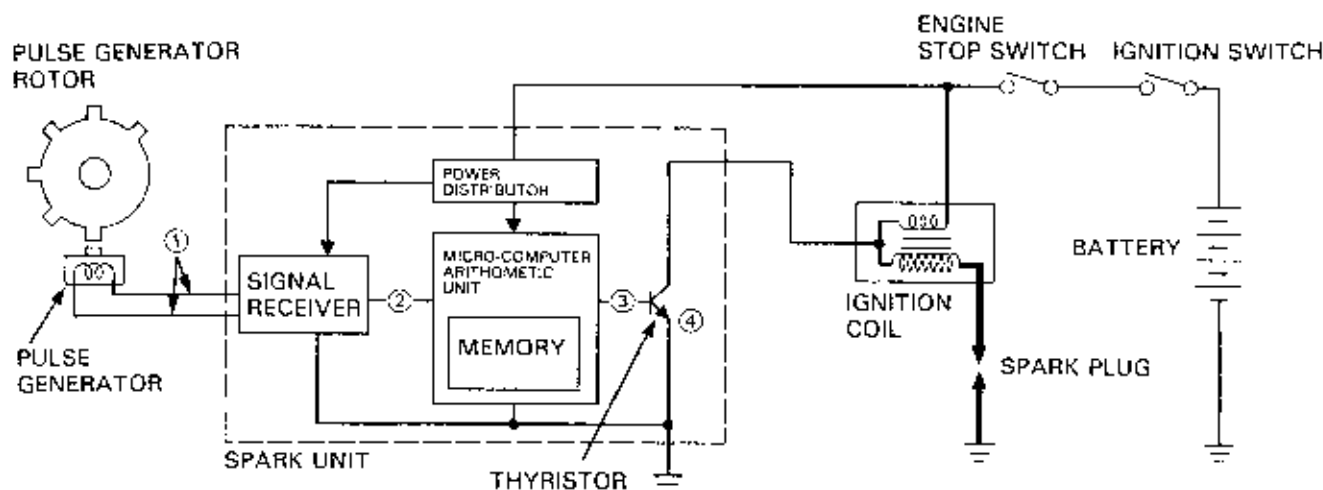 PULSE GENERATOR
ROTOR
ENGINE
STOP SWITCH
IGNITION SWITCH
POWER
DISTRIBUTOH
①
SIGNAL
RECEIVER
②
MICRO-COMPUTER
ARITHOMETIC
UNIT
MEMORY
③
④
IGNITION
COIL
BATTERY
SPARK PLUG
PULSE
GENERATOR
SPARK UNIT
THYRISTOR